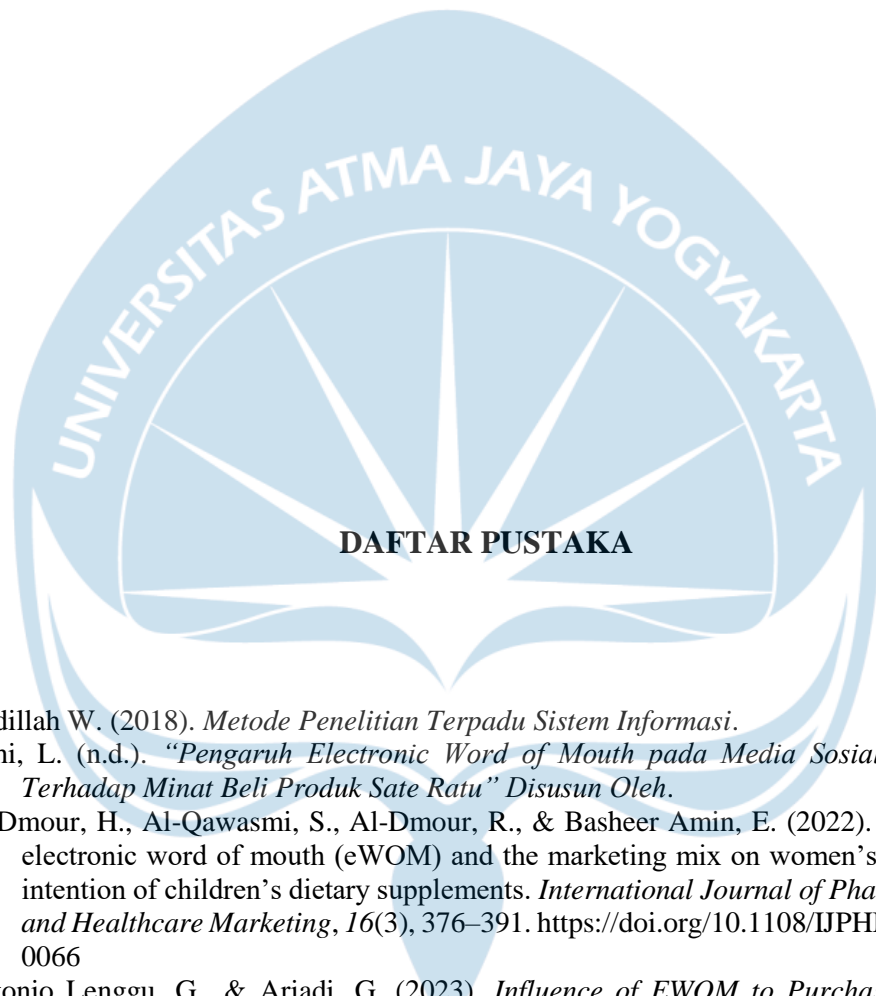 UNIVERSITAS ATMA JAYA YOGYAKARTA
DAFTAR PUSTAKA
dillah W. (2018). Metode Penelitian Terpadu Sistem Informasi.
ni, L. (n.d.). “Pengaruh Electronic Word of Mouth pada Media Sosial
Terhadap Minat Beli Produk Sate Ratu” Disusun Oleh.
Dmour, H., Al-Qawasmi, S., Al-Dmour, R., & Basheer Amin, E. (2022).
electronic word of mouth (eWOM) and the marketing mix on women’s
intention of children’s dietary supplements. International Journal of Pha
and Healthcare Marketing, 16(3), 376–391. https://doi.org/10.1108/IJPH
0066
onio Lenggu, G., & Ariadi, G. (2023). Influence of EWOM to Purcha